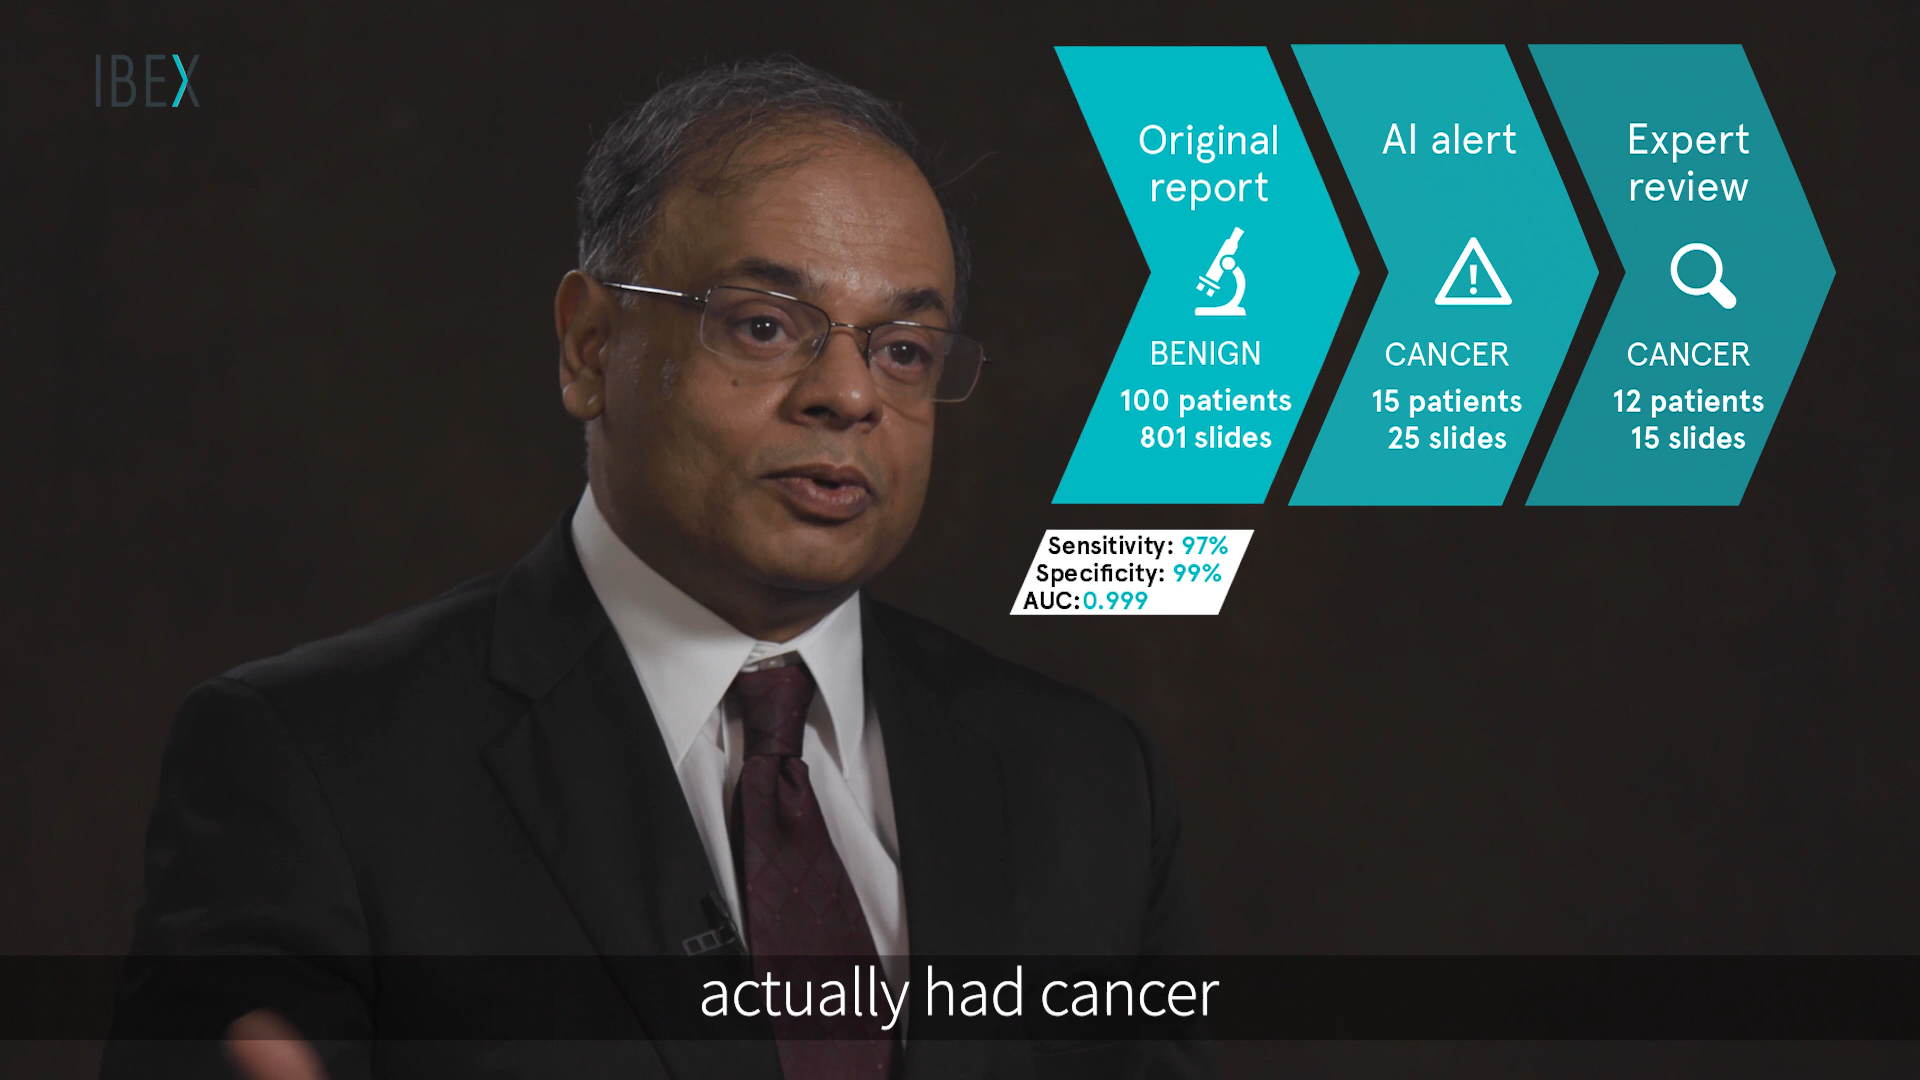 IBEX
Original
report
BENIGN
100 patients
801 slides
AI alert
CANCER
15 patients
25 slides
Expert
review
CANCER
12 patients
15 slides
Sensitivity: 97%
Specificity: 99%
AUC:0.999
actually had cancer